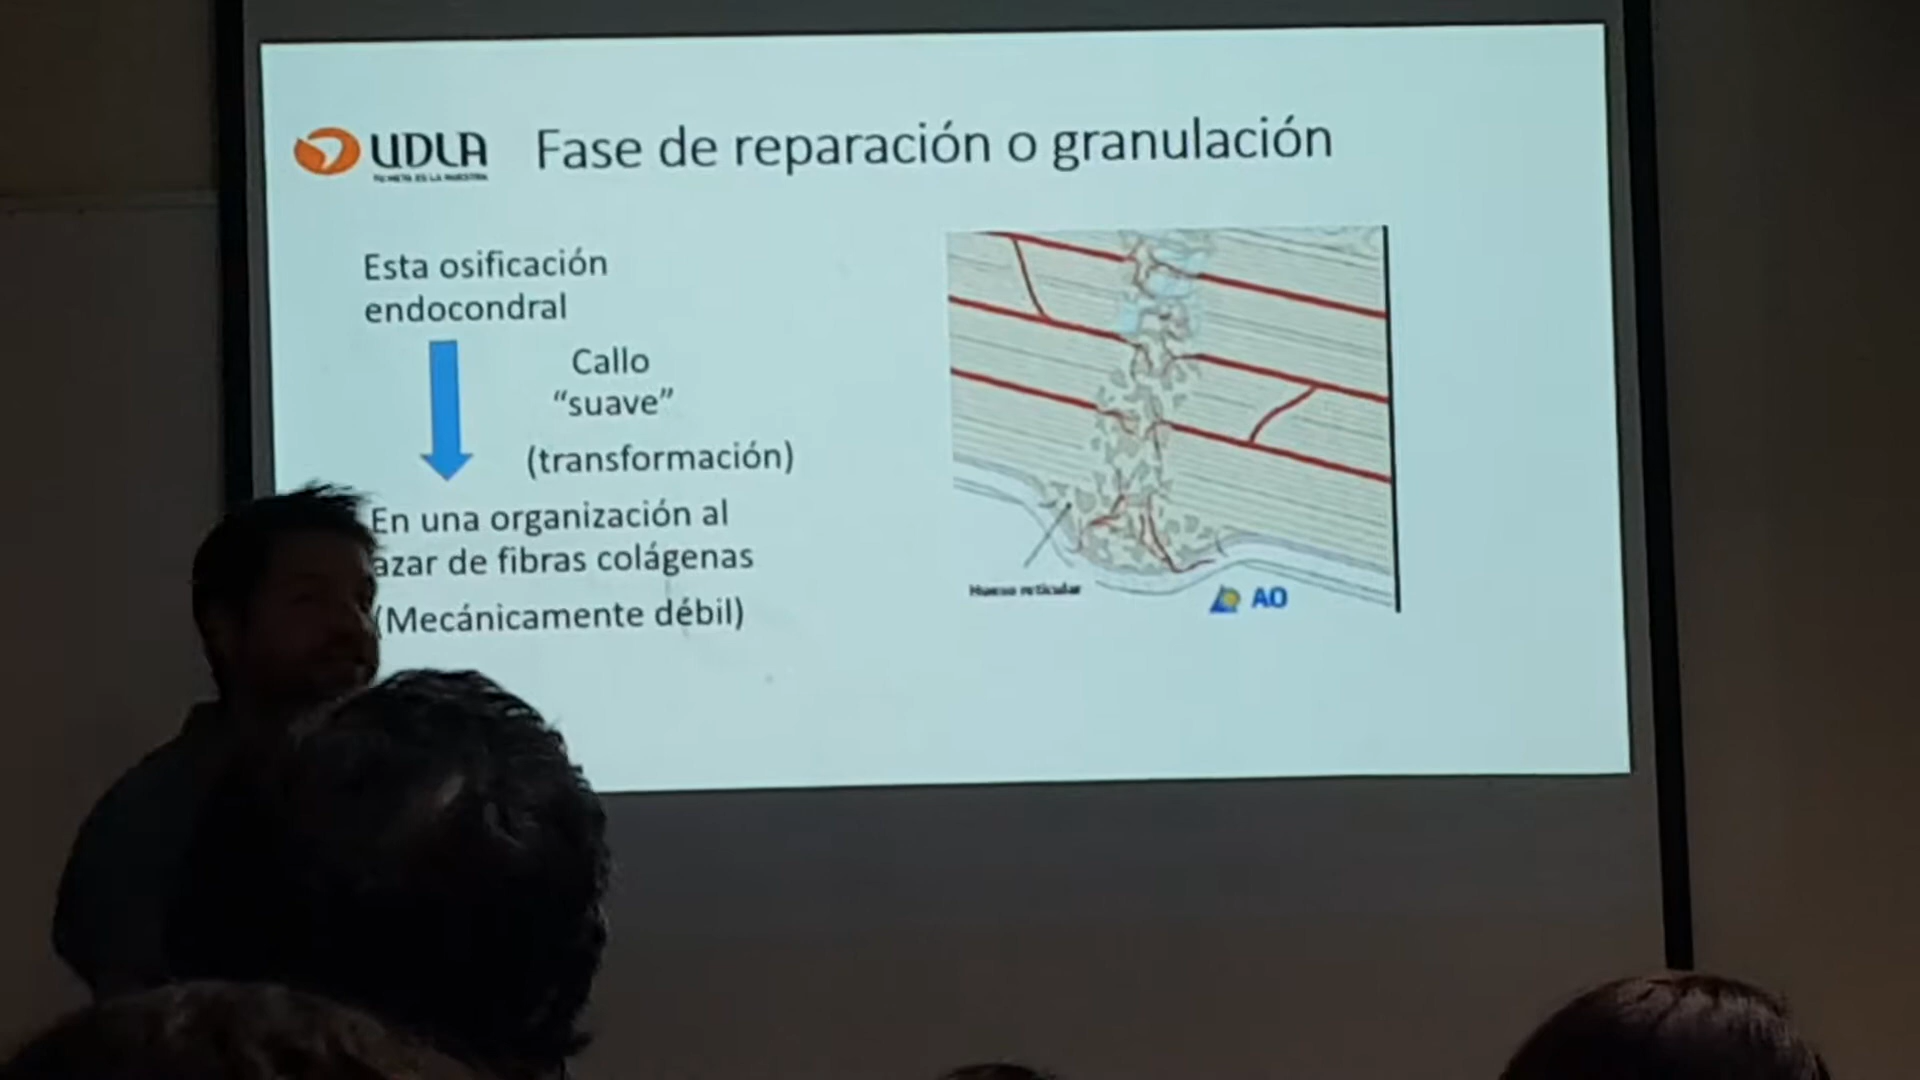 UDLA
Fase de reparación o granulación
Esta osificación
endocondral
Callo
“suave”
(transformación)
En una organización al
azar de fibras colágenas
(Mecánicamente débil)
Hueso reticular
AO